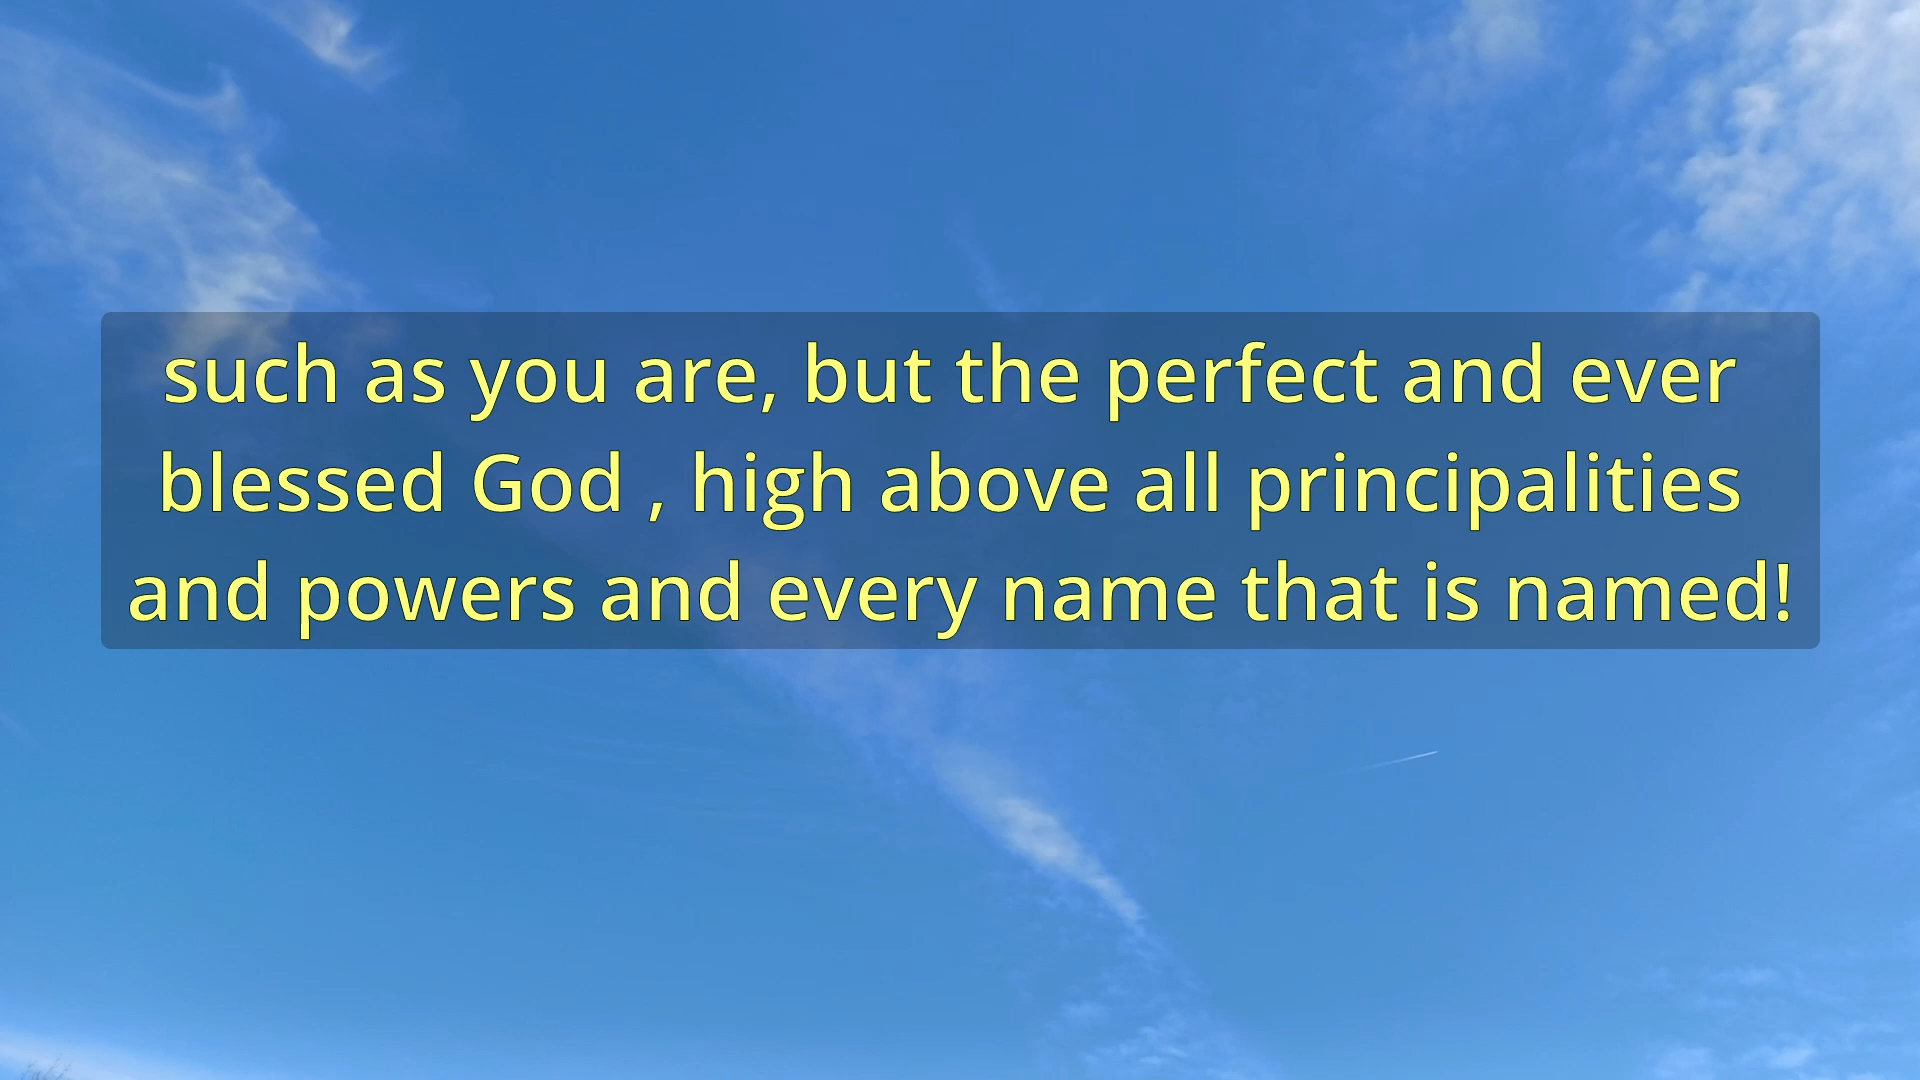 such as you are, but the perfect and ever
blessed God , high above all principalities
and powers and every name that is named!